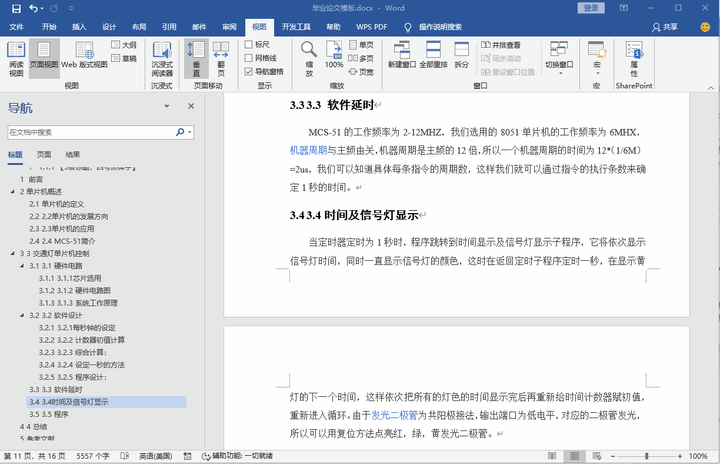 毕业论文模板.docx - Word
登录
文件 开始 插入 设计 布局 引用 邮件 审阅 视图 开发工具 帮助 WPS PDF 操作说明搜索 共享
阅读视图 页面视图 Web 版式视图 大纲 草稿
沉浸式阅读器
垂直 翻页
标尺 网格线 导航窗格
缩放 100% 单页 多页 页宽
新建窗口 全部重排 拆分 并排查看 同步滚动 重设窗口位置 切换窗口
宏 属性
视图 沉浸式 页面移动 显示 缩放 窗口 宏 SharePoint
导航
在文档中搜索
标题 页面 结果
1 前言
2 单片机概述
2.1 单片机的定义
2.2 2.2单片机的发展方向
2.3 2.3单片机的应用
2.4 2.4 MCS-51简介
3 3 交通灯单片机控制
3.1 3.1 硬件电路
3.1.1 3.1.1芯片选用
3.1.2 3.1.2 硬件电路图
3.1.3 3.1.3 系统工作原理
3.2 3.2 软件设计
3.2.1 3.2.1每秒钟的设定
3.2.2 3.2.2 计数器初值计算
3.2.3 3.2.3 综合计算:
3.2.4 3.2.4 设定一秒的方法
3.2.5 3.2.5 程序设计:
3.3 3.3 软件延时
3.4 3.4时间及信号灯显示
3.5 3.5 程序
4 4 总结
5 参考文献
3.3 3.3 软件延时
MCS-51 的工作频率为 2-12MHZ，我们选用的 8051 单片机的工作频率为 6MHX，
机器周期与主频由关，机器周期是主频的 12 倍，所以一个机器周期的时间为 12*（1/6M）
=2us，我们可以知道具体每条指令的周期数，这样我们就可以通过指令的执行条数来确
定 1 秒的时间。
3.4 3.4 时间及信号灯显示
当定时器定时为 1 秒时，程序跳转到时间显示及信号灯显示子程序，它将依次显示
信号灯时间，同时一直显示信号灯的颜色，这时在返回定时子程序定时一秒，在显示黄
灯的下一个时间，这样依次把所有的灯色的时间显示完后再重新给时间计数器赋初值，
重新进入循环。由于发光二极管为共阳极接法，输出端口为低电平，对应的二极管发光，
所以可以用复位方法点亮红，绿，黄发光二极管。
第 11 页，共 16 页 5557 个字 英语(美国) 辅助功能: 一切就绪 100%